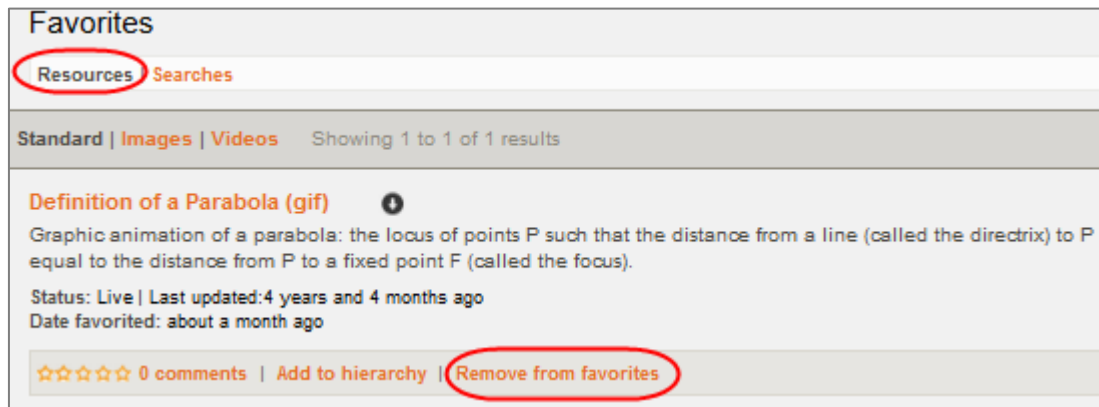 Favorites
Resources Searches
Standard | Images | Videos Showing 1 to 1 of 1 results
Definition of a Parabola (gif)
Graphic animation of a parabola: the locus of points P such that the distance from a line (called the directrix) to P
equal to the distance from P to a fixed point F (called the focus).
Status: Live | Last updated:4 years and 4 months ago
Date favorited: about a month ago
0 comments | Add to hierarchy | Remove from favorites